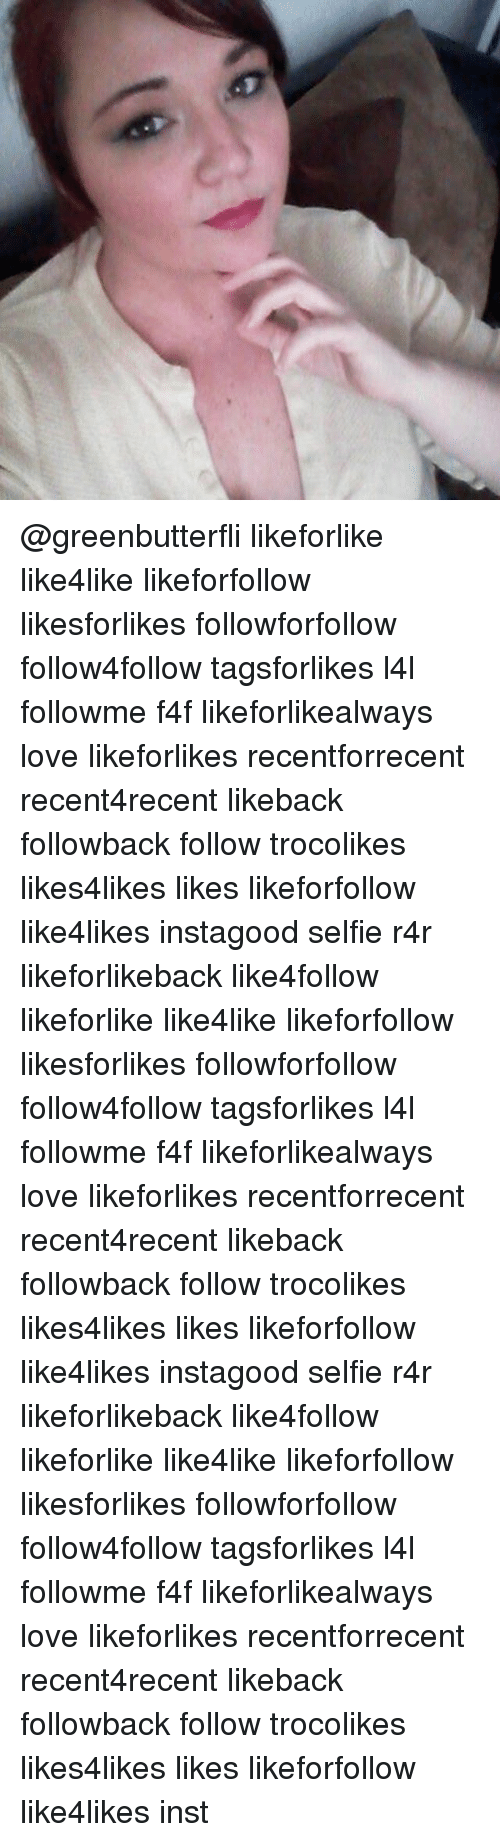 @greenbutterfli likeforlike
like4like likeforfollow
likesforlikes followforfollow
follow4follow tagsforlikes l4l
followme f4f likeforlikealways
love likeforlikes recentforrecent
recent4recent likeback
followback follow trocolikes
likes4likes likes likeforfollow
like4likes instagood selfie r4r
likeforlikeback like4follow
likeforlike like4like likeforfollow
likesforlikes followforfollow
follow4follow tagsforlikes l4l
followme f4f likeforlikealways
love likeforlikes recentforrecent
recent4recent likeback
followback follow trocolikes
likes4likes likes likeforfollow
like4likes instagood selfie r4r
likeforlikeback like4follow
likeforlike like4like likeforfollow
likesforlikes followforfollow
follow4follow tagsforlikes l4l
followme f4f likeforlikealways
love likeforlikes recentforrecent
recent4recent likeback
followback follow trocolikes
likes4likes likes likeforfollow
like4likes inst